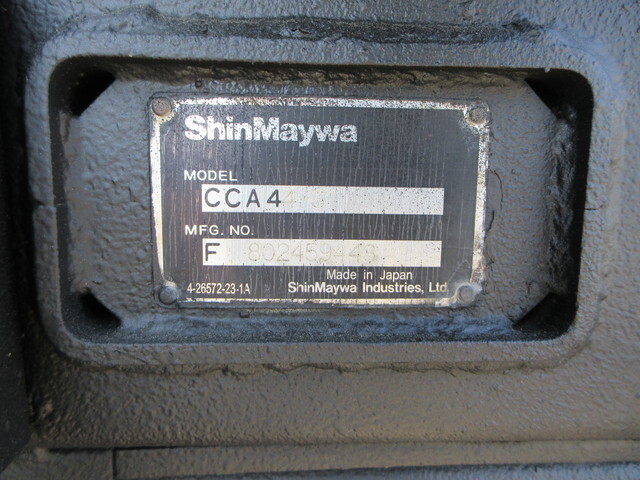 ShinMaywa
MODEL
CCA4
MFG. NO.
F
Made in Japan
4-26572-23-1A
ShinMaywa Industries, Ltd